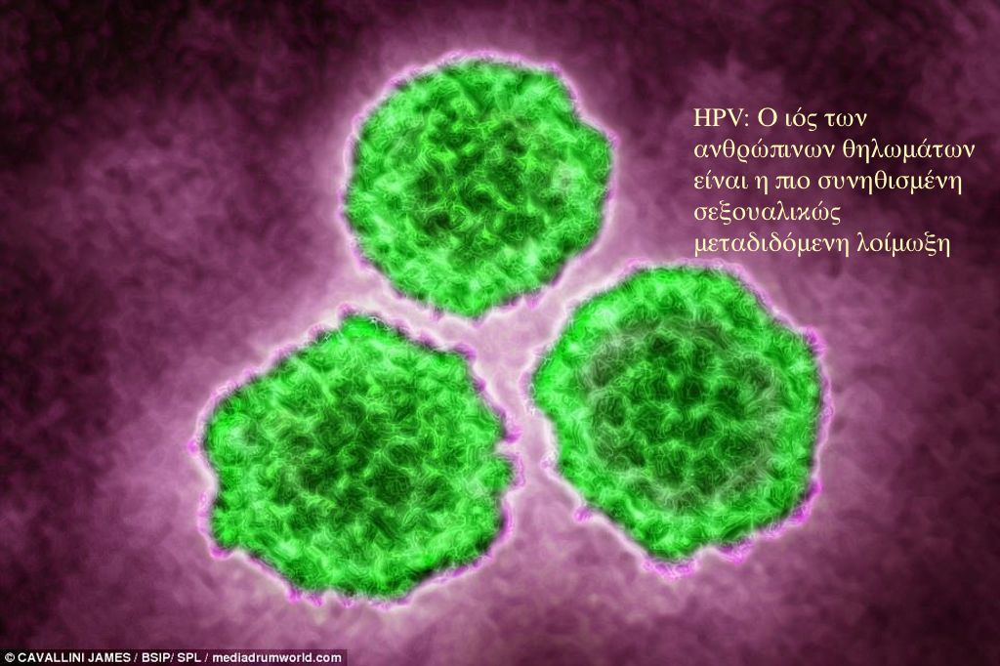 HPV: Ο ιός των
ανθρώπινων θηλωμάτων
είναι η πιο συνηθισμένη
σεξουαλικώς
μεταδιδόμενη λοίμωξη
© CAVALLINI JAMES / BSIP/ SPL / mediadrumworld.com